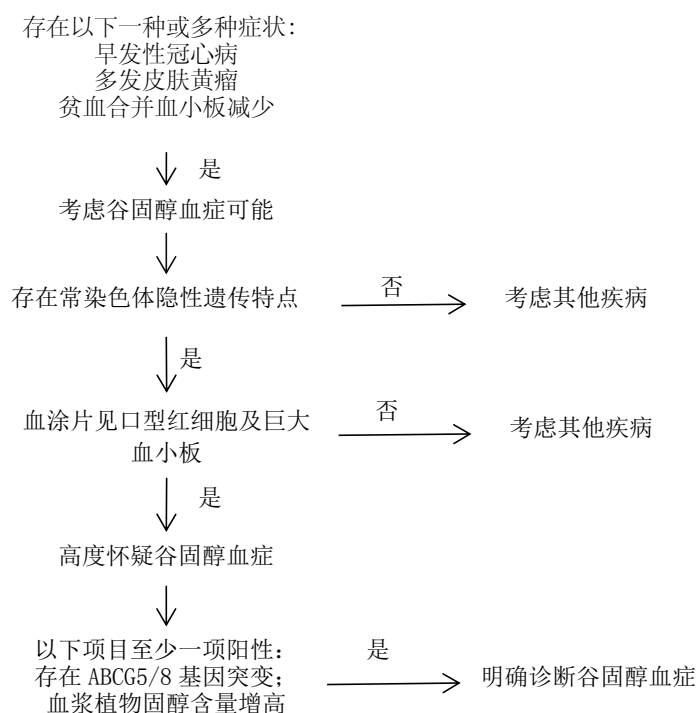 存在以下一种或多种症状:
早发性冠心病
多发皮肤黄瘤
贫血合并血小板减少
是
考虑谷固醇血症可能
存在常染色体隐性遗传特点
否
考虑其他疾病
是
血涂片见口型红细胞及巨大
血小板
否
考虑其他疾病
是
高度怀疑谷固醇血症
以下项目至少一项阳性:
存在 ABCG5/8 基因突变;
血浆植物固醇含量增高
是
明确诊断谷固醇血症